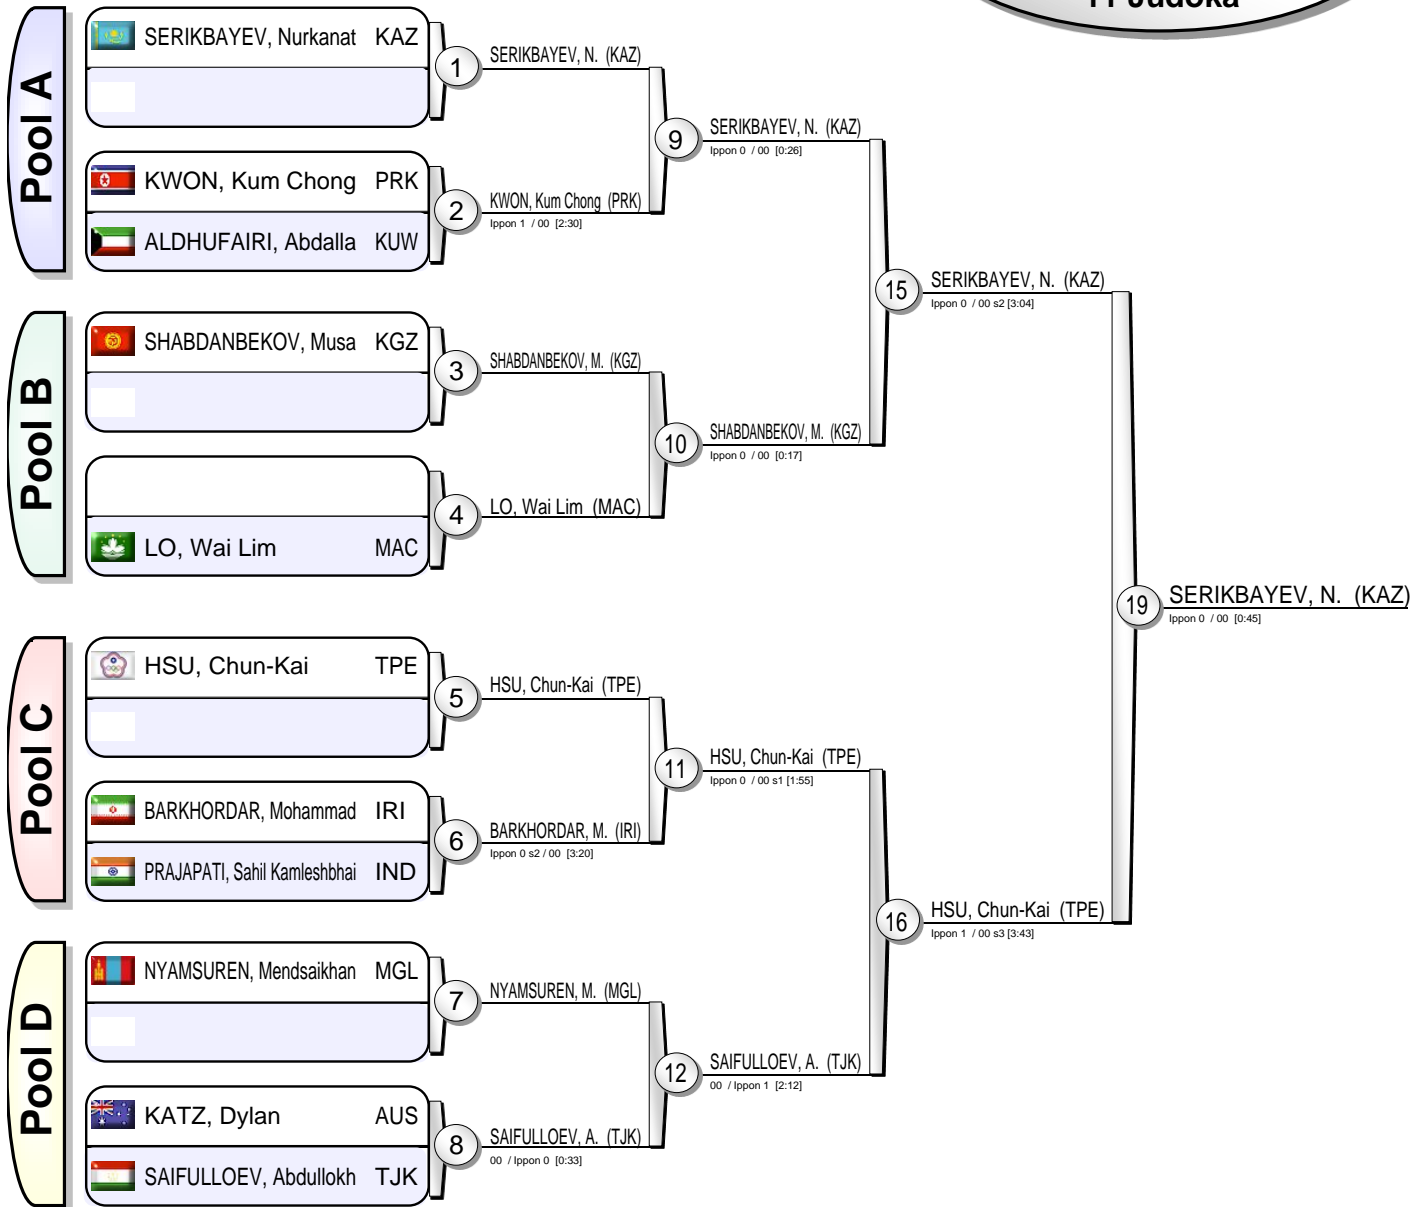 11 Judoka
Pool A
SERIKBAYEV, Nurkanat KAZ
1
SERIKBAYEV, N. (KAZ)
KWON, Kum Chong PRK
ALDHUFAIRI, Abdalla KUW
2
KWON, Kum Chong (PRK)
Ippon 1 / 00 [2:30]
9
SERIKBAYEV, N. (KAZ)
Ippon 0 / 00 [0:26]
Pool B
SHABDANBEKOV, Musa KGZ
3
SHABDANBEKOV, M. (KGZ)
LO, Wai Lim MAC
4
LO, Wai Lim (MAC)
10
SHABDANBEKOV, M. (KGZ)
Ippon 0 / 00 [0:17]
15
SERIKBAYEV, N. (KAZ)
Ippon 0 / 00 s2 [3:04]
Pool C
HSU, Chun-Kai TPE
5
HSU, Chun-Kai (TPE)
BARKHORDAR, Mohammad IRI
PRAJAPATI, Sahil Kamleshbhai IND
6
BARKHORDAR, M. (IRI)
Ippon 0 s2 / 00 [3:20]
11
HSU, Chun-Kai (TPE)
Ippon 0 / 00 s1 [1:55]
Pool D
NYAMSUREN, Mendsaikhan MGL
7
NYAMSUREN, M. (MGL)
KATZ, Dylan AUS
SAIFULLOEV, Abdullokh TJK
8
SAIFULLOEV, A. (TJK)
00 / Ippon 0 [0:33]
12
SAIFULLOEV, A. (TJK)
00 / Ippon 1 [2:12]
16
HSU, Chun-Kai (TPE)
Ippon 1 / 00 s3 [3:43]
19
SERIKBAYEV, N. (KAZ)
Ippon 0 / 00 [0:45]